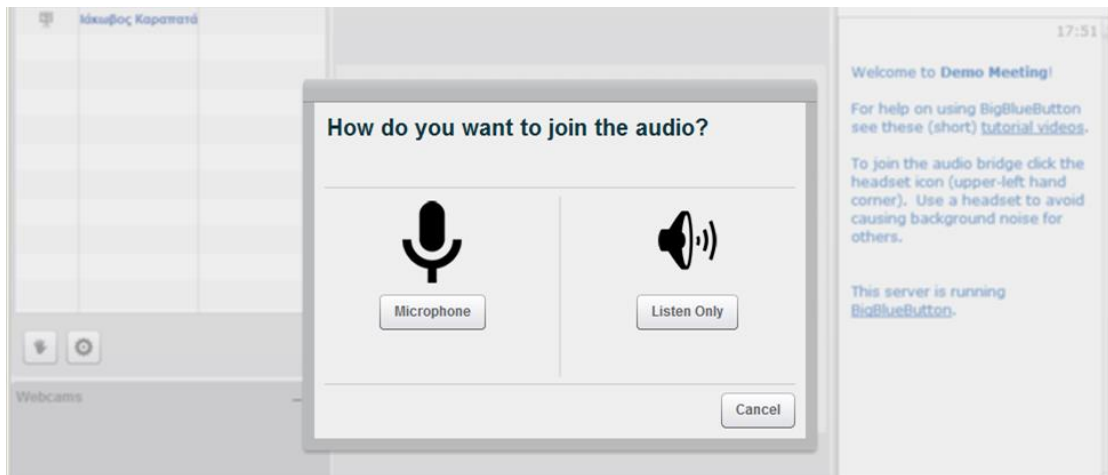 Ιάκωβος Καραπατά
17:51
Welcome to Demo Meeting!
For help on using BigBlueButton
see these (short) tutorial videos.
To join the audio bridge click the
headset icon (upper-left hand
corner). Use a headset to avoid
causing background noise for
others.
This server is running
BigBlueButton.
How do you want to join the audio?
Microphone
Listen Only
Cancel
Webcams